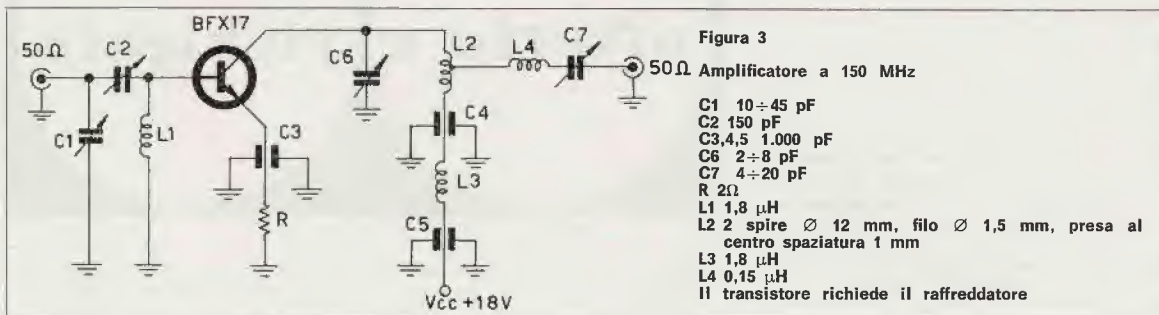 BFX17
50Ω
C2
C1
L1
C3
R
C6
L2
L4
C7
50Ω
C4
L3
C5
Vcc +18V
Figura 3
Amplificatore a 150 MHz
C1 10÷45 pF
C2 150 pF
C3,4,5 1.000 pF
C6 2÷8 pF
C7 4÷20 pF
R 2Ω
L1 1,8 μH
L2 2 spire Ø 12 mm, filo Ø 1,5 mm, presa al
centro spaziatura 1 mm
L3 1,8 μH
L4 0,15 μH
Il transistore richiede il raffreddatore